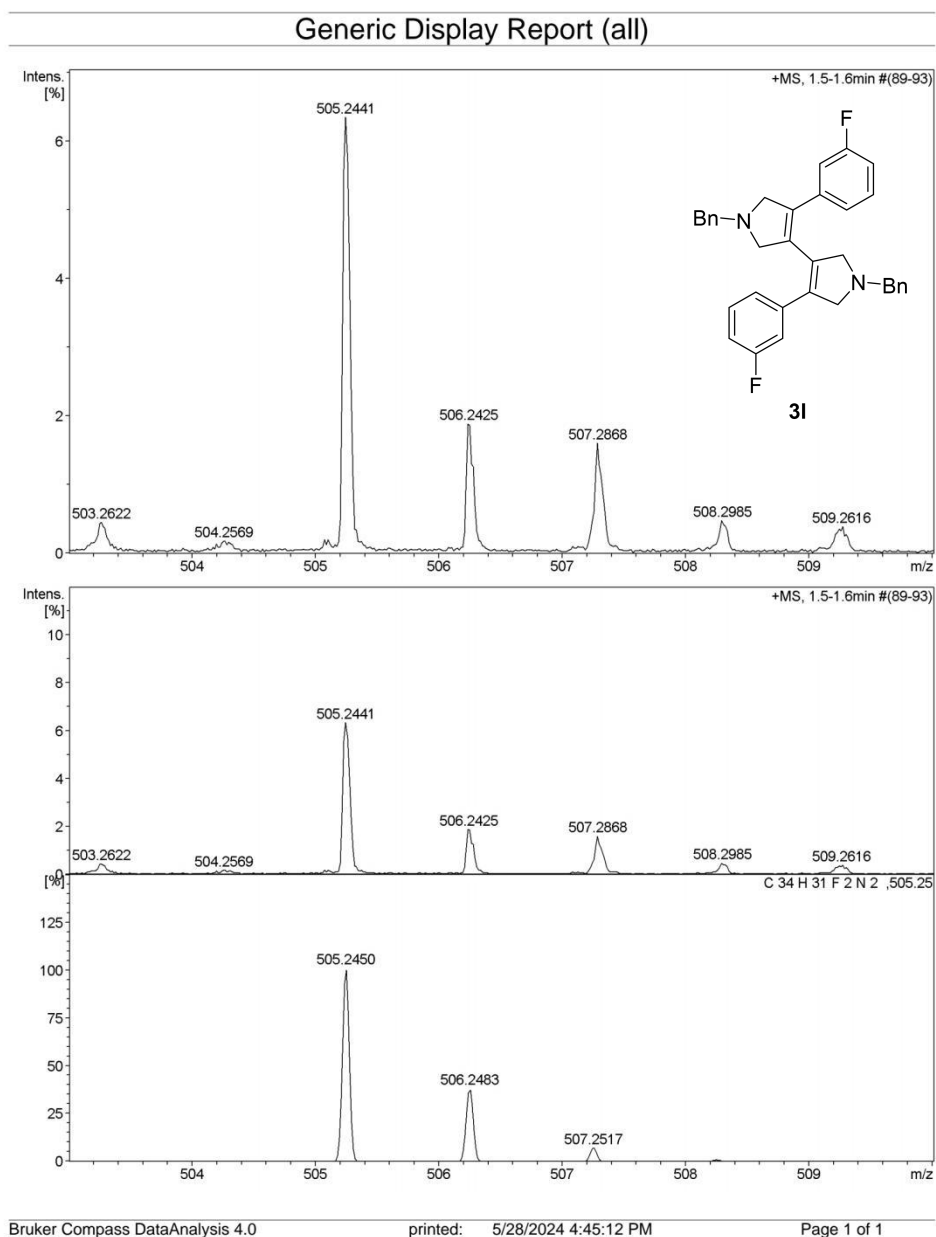 Generic Display Report (all)
Intens.
[%]
+MS, 1.5-1.6min #(89-93)
505.2441
F
6
Bn
N
4
N
Bn
F
3l
2
506.2425
507.2868
503.2622
504.2569
508.2985
509.2616
0
504 505 506 507 508 509 m/z
Intens.
[%]
+MS, 1.5-1.6min #(89-93)
10
8
505.2441
6
4
2
506.2425
507.2868
503.2622
504.2569
508.2985
509.2616
0
[%]
C 34 H 31 F 2 N 2 ,505.25
125
505.2450
100
75
50
506.2483
25
507.2517
0
504 505 506 507 508 509 m/z
Bruker Compass DataAnalysis 4.0 printed: 5/28/2024 4:45:12 PM Page 1 of 1